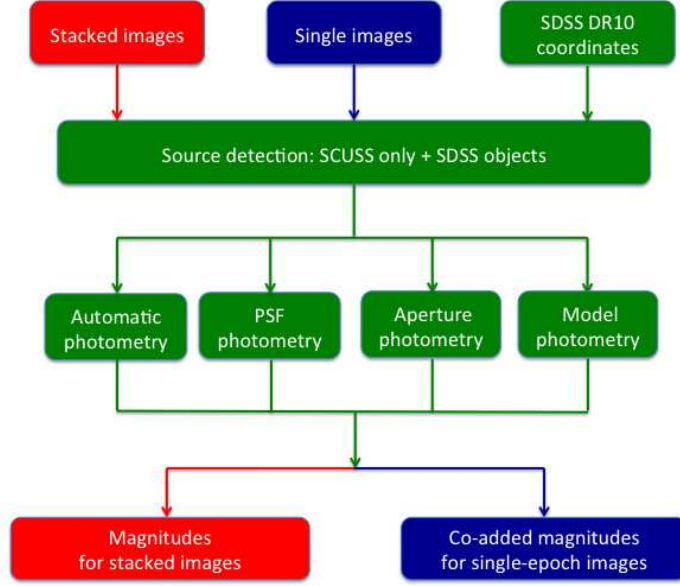 Stacked images
Single images
SDSS DR10
coordinates
Source detection: SCUSS only + SDSS objects
Automatic
photometry
PSF
photometry
Aperture
photometry
Model
photometry
Magnitudes
for stacked images
Co-added magnitudes
for single-epoch images